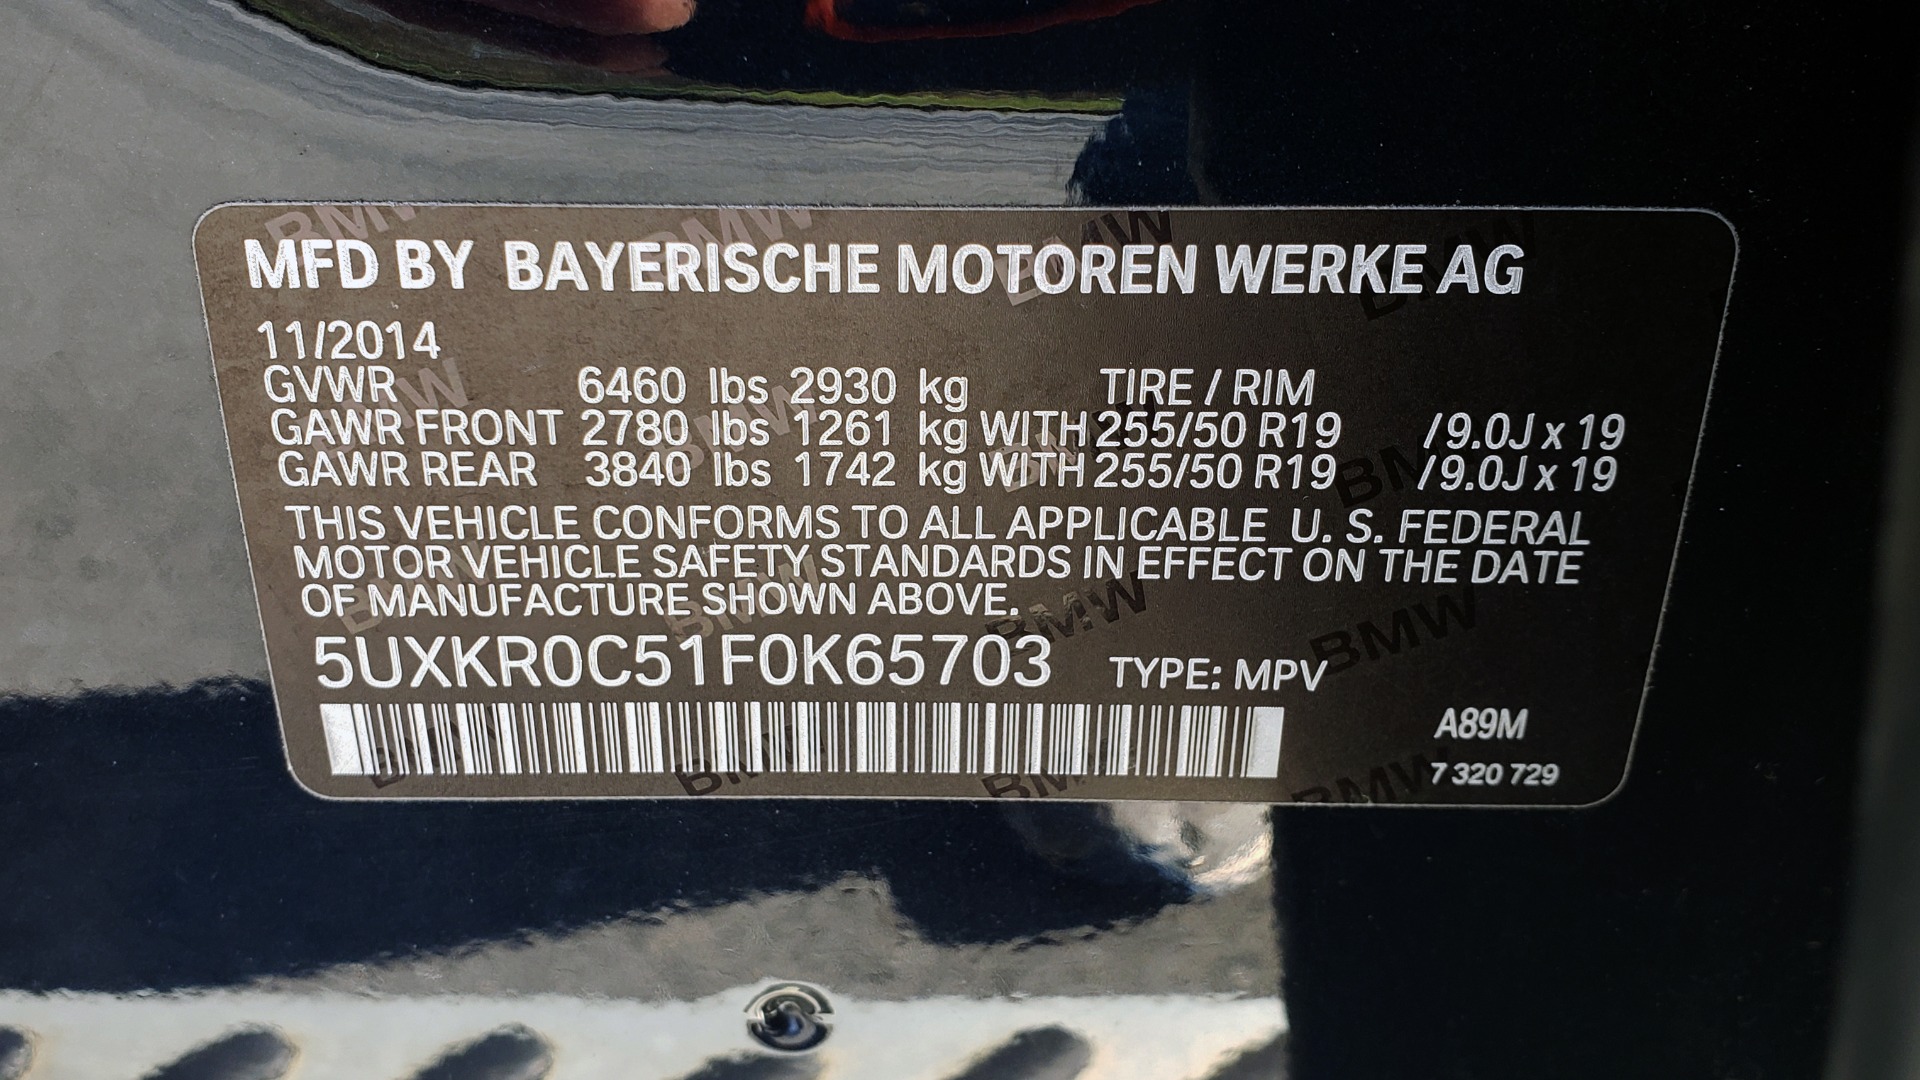 MFD BY BAYERISCHE MOTOREN WERKE AG
11/2014
GVWR 6460 lbs 2930 kg TIRE / RIM
GAWR FRONT 2780 lbs 1261 kg WITH 255/50 R19 /9.0J x 19
GAWR REAR 3840 lbs 1742 kg WITH 255/50 R19 /9.0J x 19
THIS VEHICLE CONFORMS TO ALL APPLICABLE U. S. FEDERAL
MOTOR VEHICLE SAFETY STANDARDS IN EFFECT ON THE DATE
OF MANUFACTURE SHOWN ABOVE.
5UXKR0C51F0K65703 TYPE: MPV
A89M
7 320 729